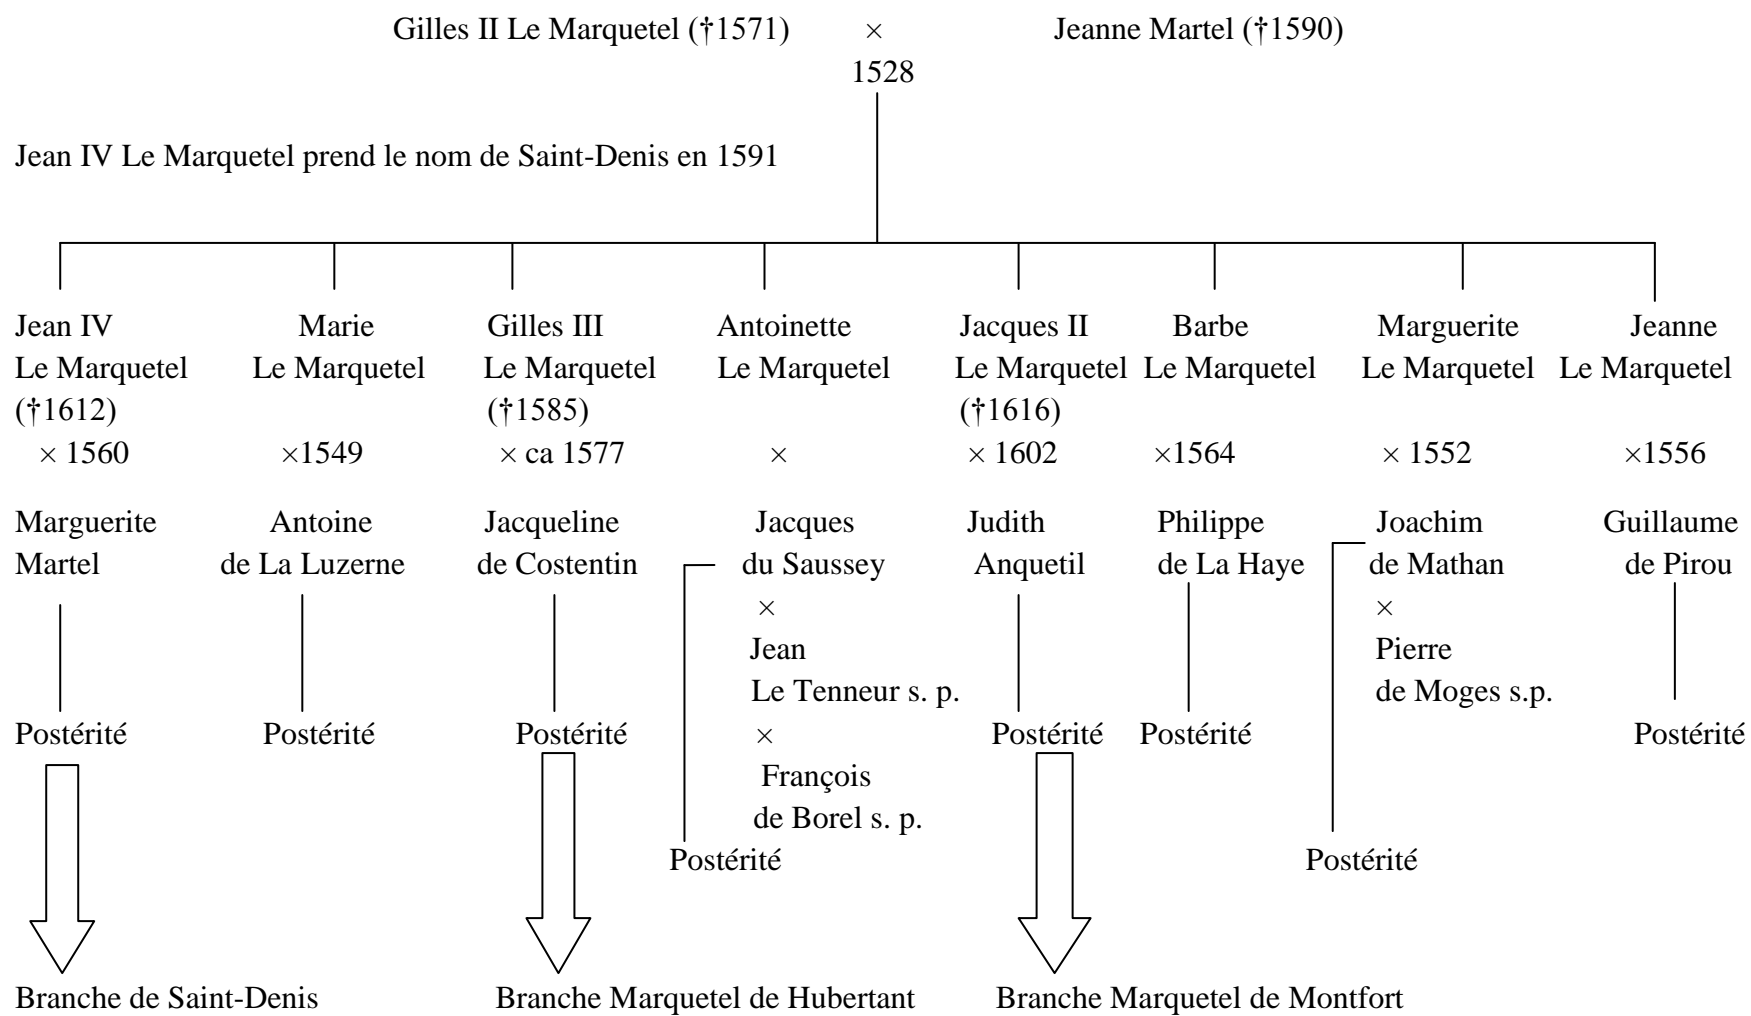 Gilles II Le Marquetel (†1571) × Jeanne Martel (†1590)
1528
Jean IV Le Marquetel prend le nom de Saint-Denis en 1591
Jean IV Marie Gilles III Antoinette Jacques II Barbe Marguerite Jeanne
Le Marquetel Le Marquetel Le Marquetel Le Marquetel Le Marquetel Le Marquetel Le Marquetel Le Marquetel
(†1612) (†1585) (†1616)
× 1560 ×1549 × ca 1577 × × 1602 ×1564 × 1552 ×1556
Marguerite Antoine Jacqueline Jacques Judith Philippe Joachim Guillaume
Martel de La Luzerne de Costentin du Saussey Anquetil de La Haye de Mathan de Pirou
× ×
Jean Pierre
Le Tenneur s. p. de Moges s.p.
Postérité Postérité Postérité × Postérité Postérité Postérité
François
de Borel s. p.
Postérité Postérité
Branche de Saint-Denis Branche Marquetel de Hubertant Branche Marquetel de Montfort